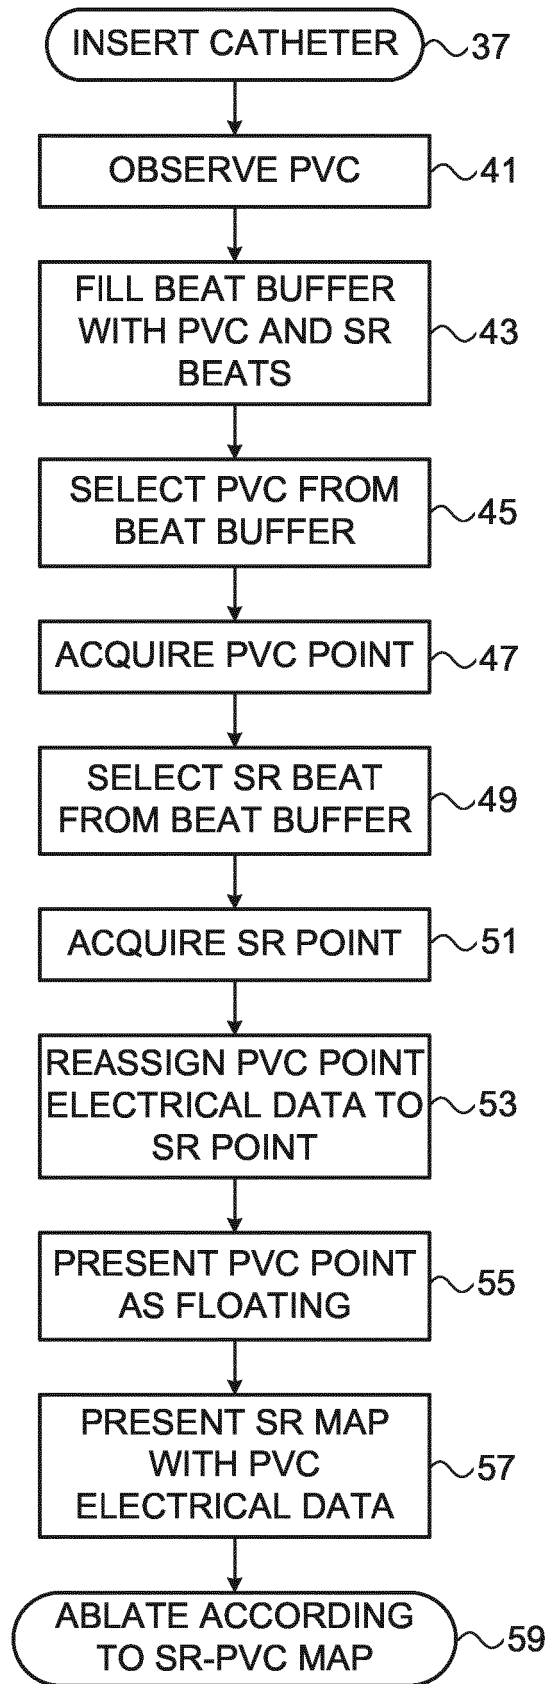 INSERT CATHETER
37
OBSERVE PVC
41
FILL BEAT BUFFER
WITH PVC AND SR
BEATS
43
SELECT PVC FROM
BEAT BUFFER
45
ACQUIRE PVC POINT
47
SELECT SR BEAT
FROM BEAT BUFFER
49
ACQUIRE SR POINT
51
REASSIGN PVC POINT
ELECTRICAL DATA TO
SR POINT
53
PRESENT PVC POINT
AS FLOATING
55
PRESENT SR MAP
WITH PVC
ELECTRICAL DATA
57
ABLATE ACCORDING
TO SR-PVC MAP
59